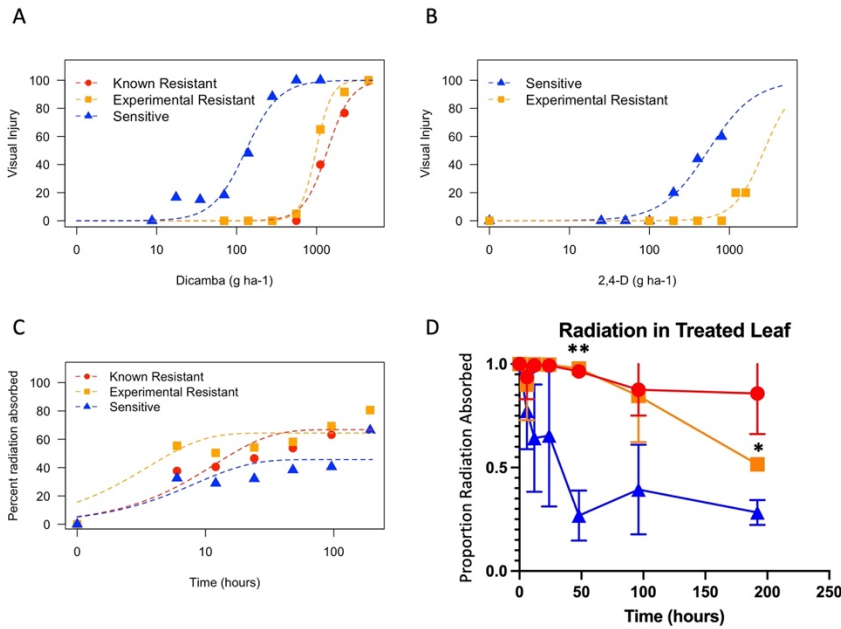 A
Known Resistant
Experimental Resistant
Sensitive
Visual Injury
100
80
60
40
20
0
0
10
100
1000
Dicamba (g ha-1)
B
Sensitive
Experimental Resistant
Visual Injury
100
80
60
40
20
0
0
10
100
1000
2,4-D (g ha-1)
C
Known Resistant
Experimental Resistant
Sensitive
Percent radiation absorbed
100
80
60
40
20
0
0
10
100
Time (hours)
D
Radiation in Treated Leaf
**
*
Proportion Radiation Absorbed
1.0
0.5
0.0
0
50
100
150
200
250
Time (hours)